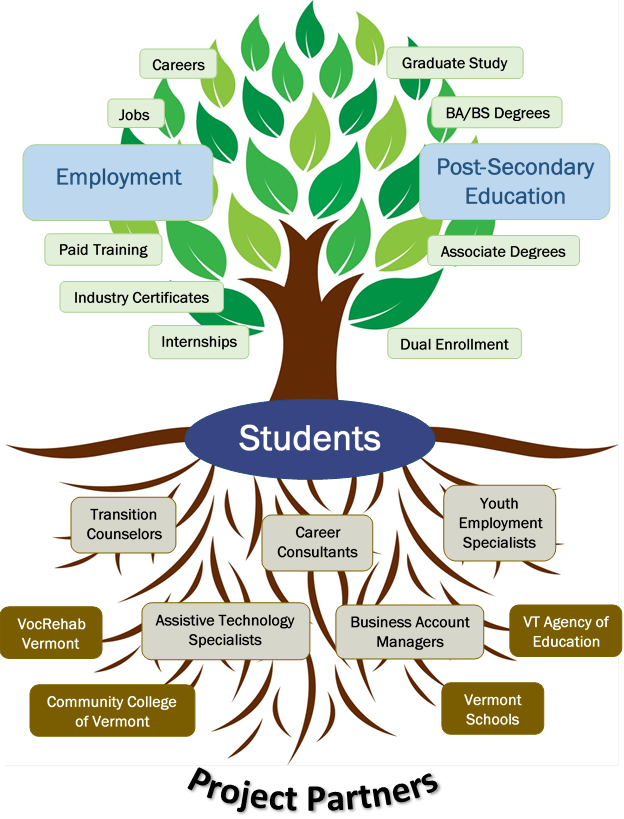 Careers
Graduate Study
Jobs
BA/BS Degrees
Employment
Post-Secondary
Education
Paid Training
Associate Degrees
Industry Certificates
Internships
Dual Enrollment
Students
Transition
Counselors
Career
Consultants
Youth
Employment
Specialists
VocRehab
Vermont
Assistive Technology
Specialists
Business Account
Managers
VT Agency of
Education
Community College
of Vermont
Vermont
Schools
Project Partners